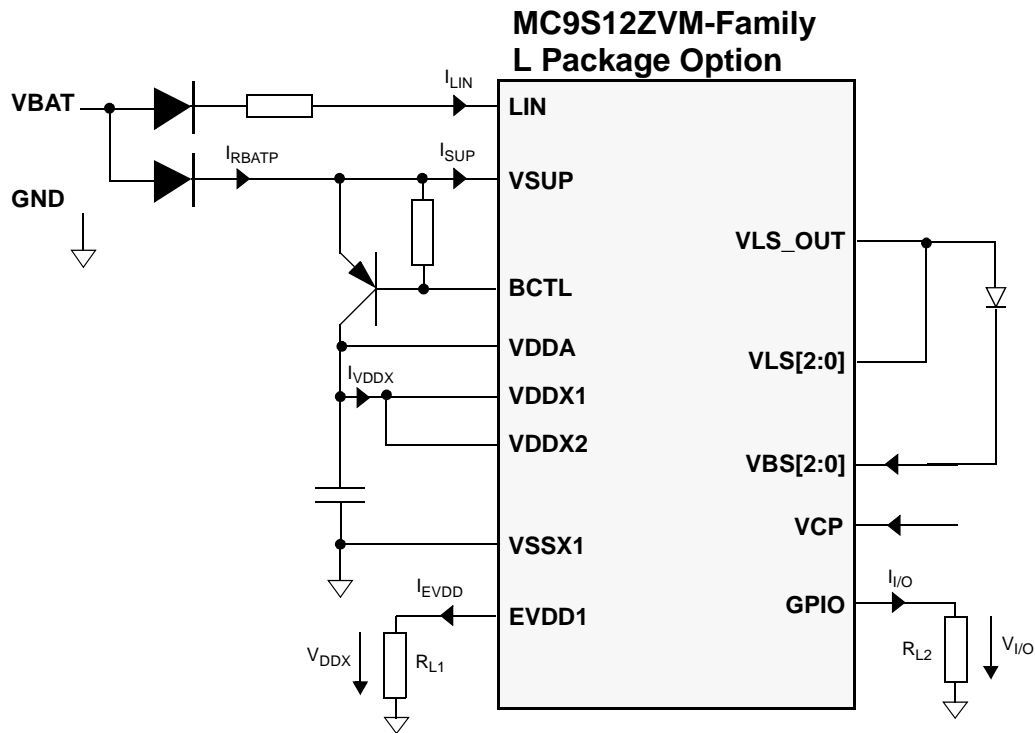 MC9S12ZVM-Family
L Package Option
VBAT
GND
I_LIN
LIN
I_RBATP
I_SUP
VSUP
BCTL
VDDA
I_VDDX
VDDX1
VDDX2
VSSX1
I_EVDD
EVDD1
V_DDX
R_L1
VLS_OUT
VLS[2:0]
VBS[2:0]
VCP
I_I/O
GPIO
R_L2
V_I/O